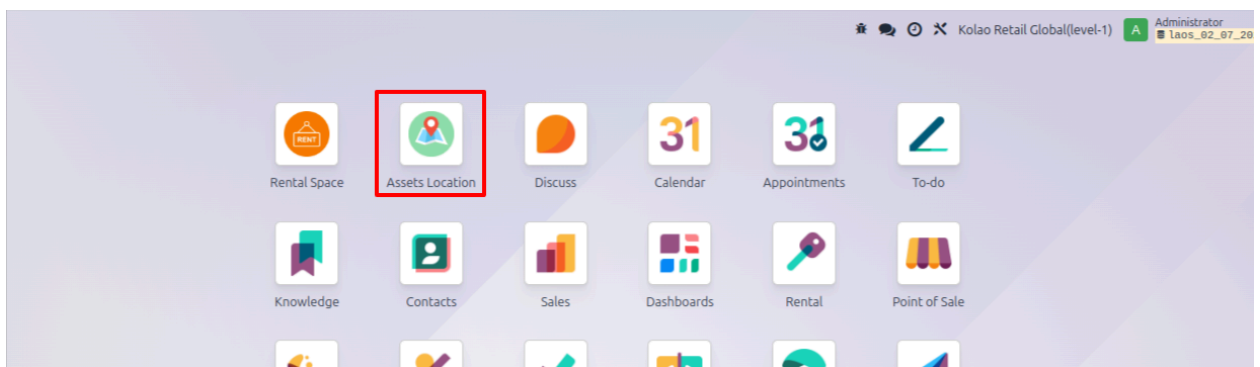 Kolao Retail Global(level-1)
A
Administrator
laos_02_07_20
RENT
31
31
Rental Space
Assets Location
Discuss
Calendar
Appointments
To-do
Knowledge
Contacts
Sales
Dashboards
Rental
Point of Sale